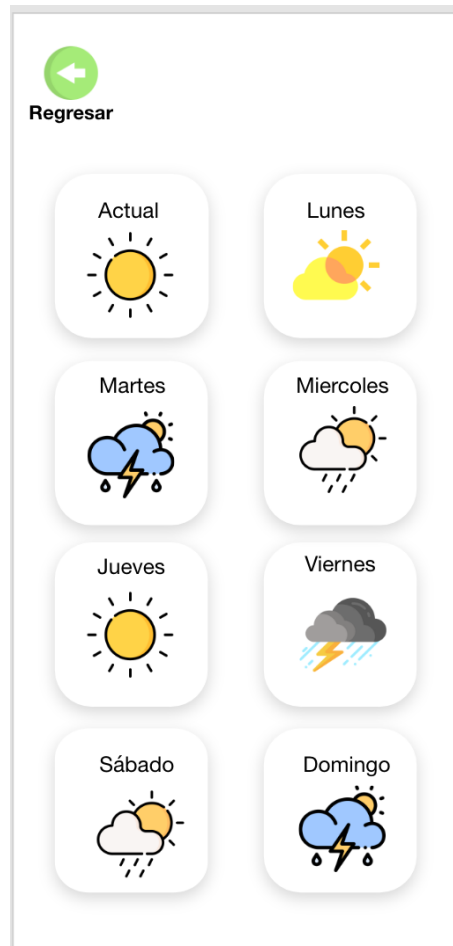 Regresar
Actual
Lunes
Martes
Miercoles
Jueves
Viernes
Sábado
Domingo